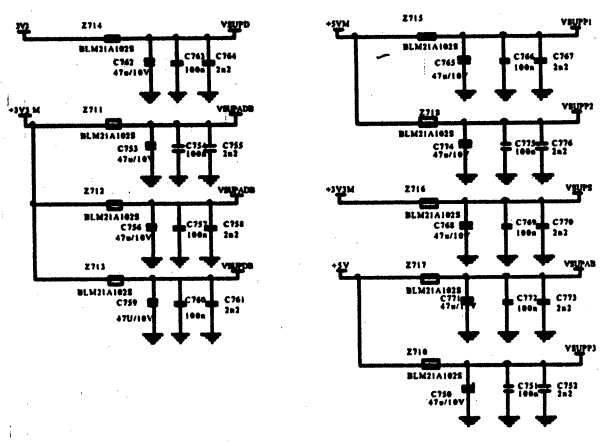 3V3
Z714
VSUPD
BLM21A102S
C762
47u/10V
C763
100n
C764
2n2
+3V3 M
Z711
VSUPADB
BLM21A102S
C753
47u/10V
C754
100n
C755
2n2
Z712
VSUPADB
BLM21A102S
C756
47u/10V
C757
100n
C758
2n2
Z713
VSUPDB
BLM21A102S
C759
47U/10V
C760
100n
C761
2n2
+5VM
Z715
VSUPP1
BLM21A102S
C765
47u/10V
C766
100n
C767
2n2
VSUPP2
BLM21A102S
C774
47u/10V
C775
100n
C776
2n2
+3V3M
Z716
VSUPS
BLM21A102S
C768
47u/10V
C769
100n
C770
2n2
+5V
Z717
VSUPAB
BLM21A102S
C771
C772
100n
C773
2n2
Z710
VSUPP3
BLM21A102S
C750
47u/10V
C751
100n
C752
2n2